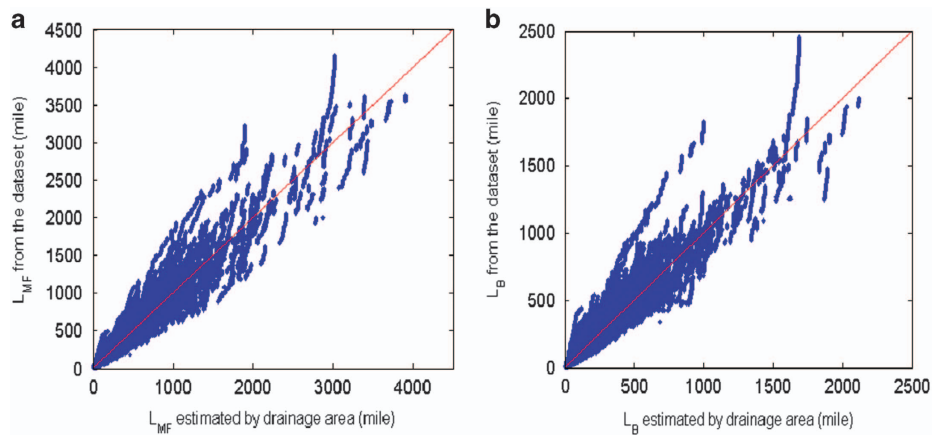 a
4500
4000
3500
3000
2500
2000
1500
1000
500
0
L_MF from the dataset (mile)
0 1000 2000 3000 4000
L_MF estimated by drainage area (mile)
b
2500
2000
1500
1000
500
0
L_B from the dataset (mile)
0 500 1000 1500 2000 2500
L_B estimated by drainage area (mile)